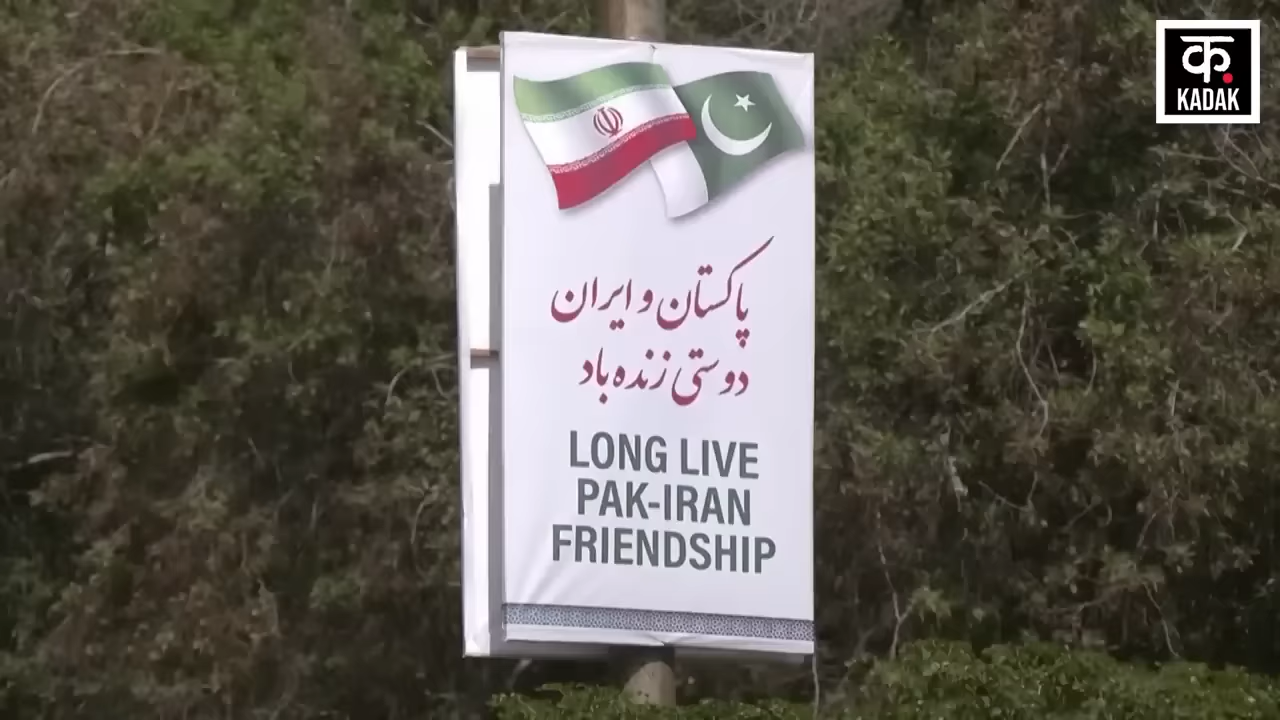 क
KADAK
پاکستان و ایران
دوستی زنده باد
LONG LIVE
PAK-IRAN
FRIENDSHIP